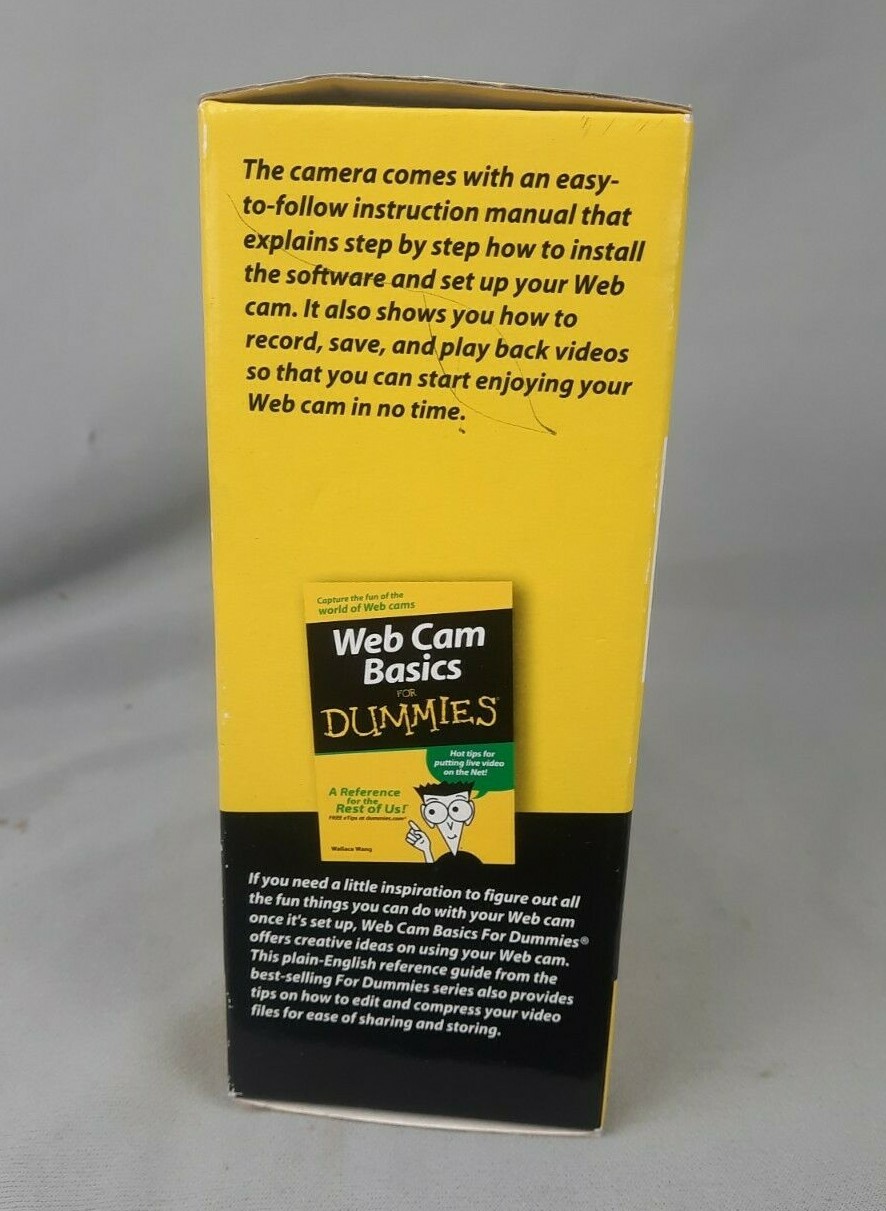 The camera comes with an easy-
to-follow instruction manual that
explains step by step how to install
the software and set up your Web
cam. It also shows you how to
record, save, and play back videos
so that you can start enjoying your
Web cam in no time.
Capture the fun of the
world of Web cams
Web Cam
Basics
FOR
DUMMIES®
Hot tips for
putting live video
on the Net!
A Reference
for the
Rest of Us!®
FREE eTips at dummies.com®
Wallace Wang
If you need a little inspiration to figure out all
the fun things you can do with your Web cam
once it's set up, Web Cam Basics For Dummies®
offers creative ideas on using your Web cam.
This plain-English reference guide from the
best-selling For Dummies series also provides
tips on how to edit and compress your video
files for ease of sharing and storing.